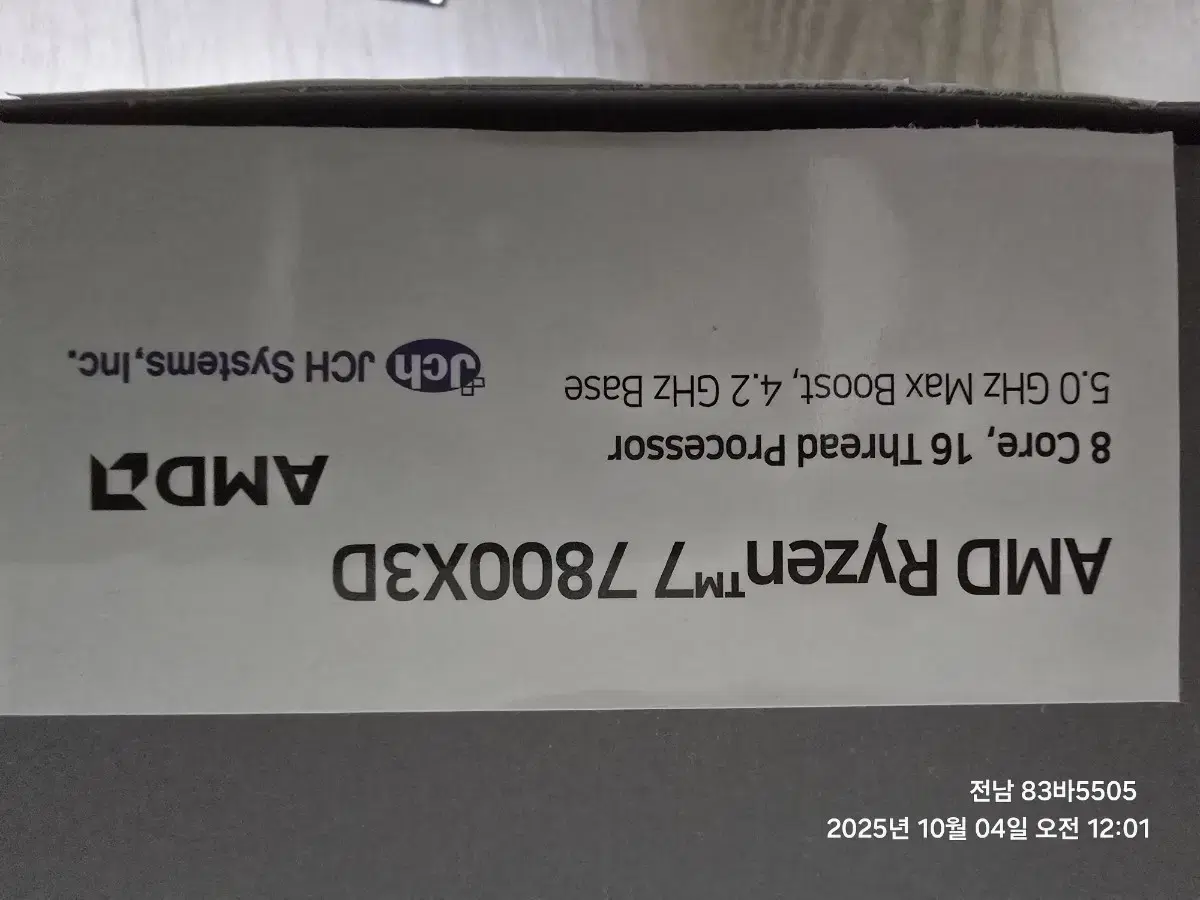 AMD Ryzen™ 7 7800X3D
8 Core, 16 Thread Processor
5.0 GHz Max Boost, 4.2 GHz Base
AMD
Jch JCH Systems,Inc.
전남 83바5505
2025년 10월 04일 오전 12:01